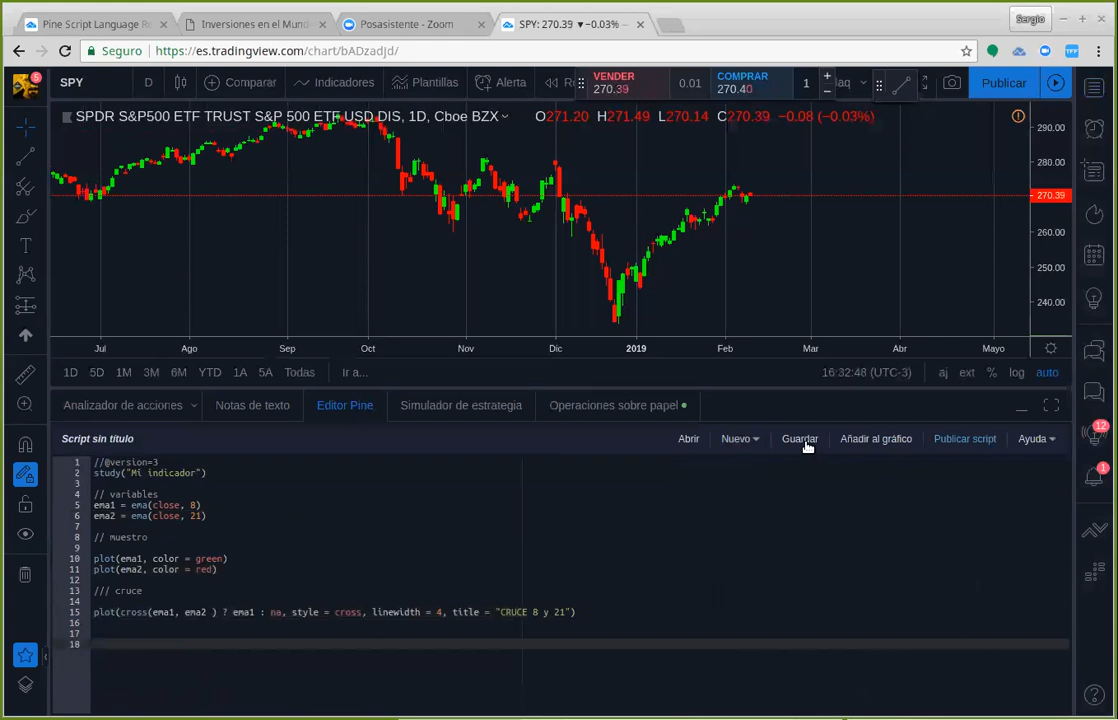 Pine Script Language Re
Inversiones en el Mun
Posasistente - Zoom
SPY: 270.39 ▼−0.03%
Sergio
Seguro
https://es.tradingview.com/chart/bADzadJd/
5
SPY
D
Comparar
Indicadores
Plantillas
Alerta
VENDER
270.39
0.01
COMPRAR
270.40
1
Publicar
SPDR S&P500 ETF TRUST S&P 500 ETF USD DIS, 1D, Cboe BZX
O271.20 H271.49 L270.14 C270.39 −0.08 (−0.03%)
290.00
280.00
270.39
260.00
250.00
240.00
Jul Ago Sep Oct Nov Dic 2019 Feb Mar Abr Mayo
1D 5D 1M 3M 6M YTD 1A 5A Todas Ir a...
16:32:48 (UTC-3)
aj ext % log auto
Analizador de acciones
Notas de texto
Editor Pine
Simulador de estrategia
Operaciones sobre papel
Script sin título
Abrir Nuevo Guardar Añadir al gráfico Publicar script Ayuda
12
1
1 //@version=3
2 study("Mi indicador")
3
4 // variables
5 ema1 = ema(close, 8)
6 ema2 = ema(close, 21)
7
8 // muestro
9
10 plot(ema1, color = green)
11 plot(ema2, color = red)
12
13 /// cruce
14
15 plot(cross(ema1, ema2 ) ? ema1 : na, style = cross, linewidth = 4, title = "CRUCE 8 y 21")
16
17
18